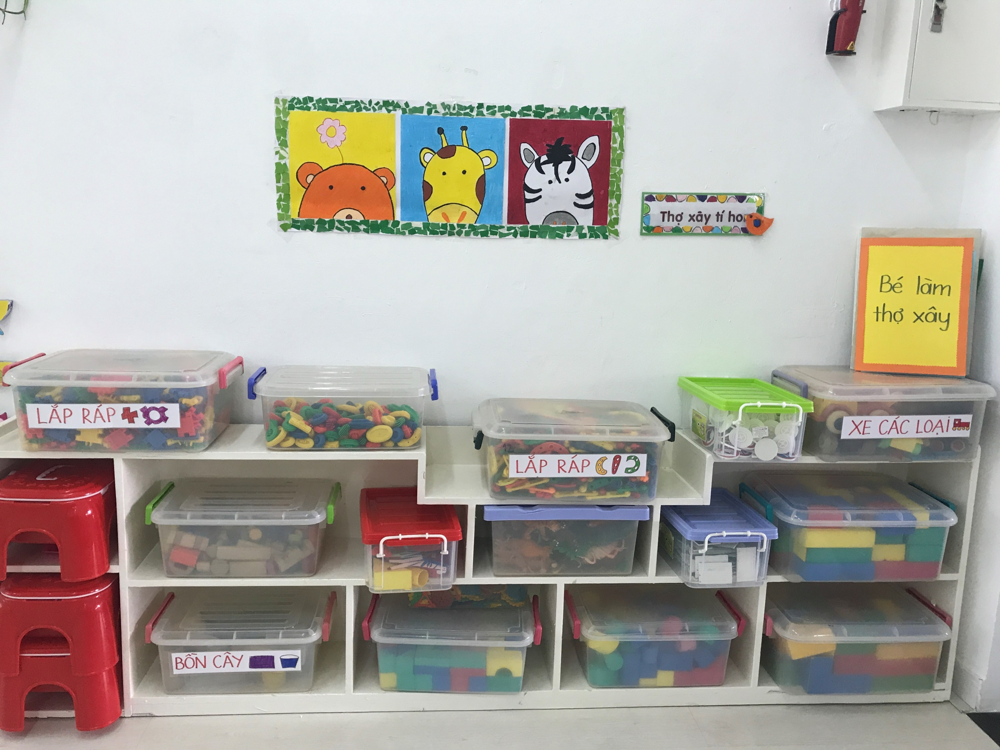 Thợ xây tí hon
Bé làm
thợ xây
LẮP RÁP
LẮP RÁP
XE CÁC LOẠI
BỒN CÂY